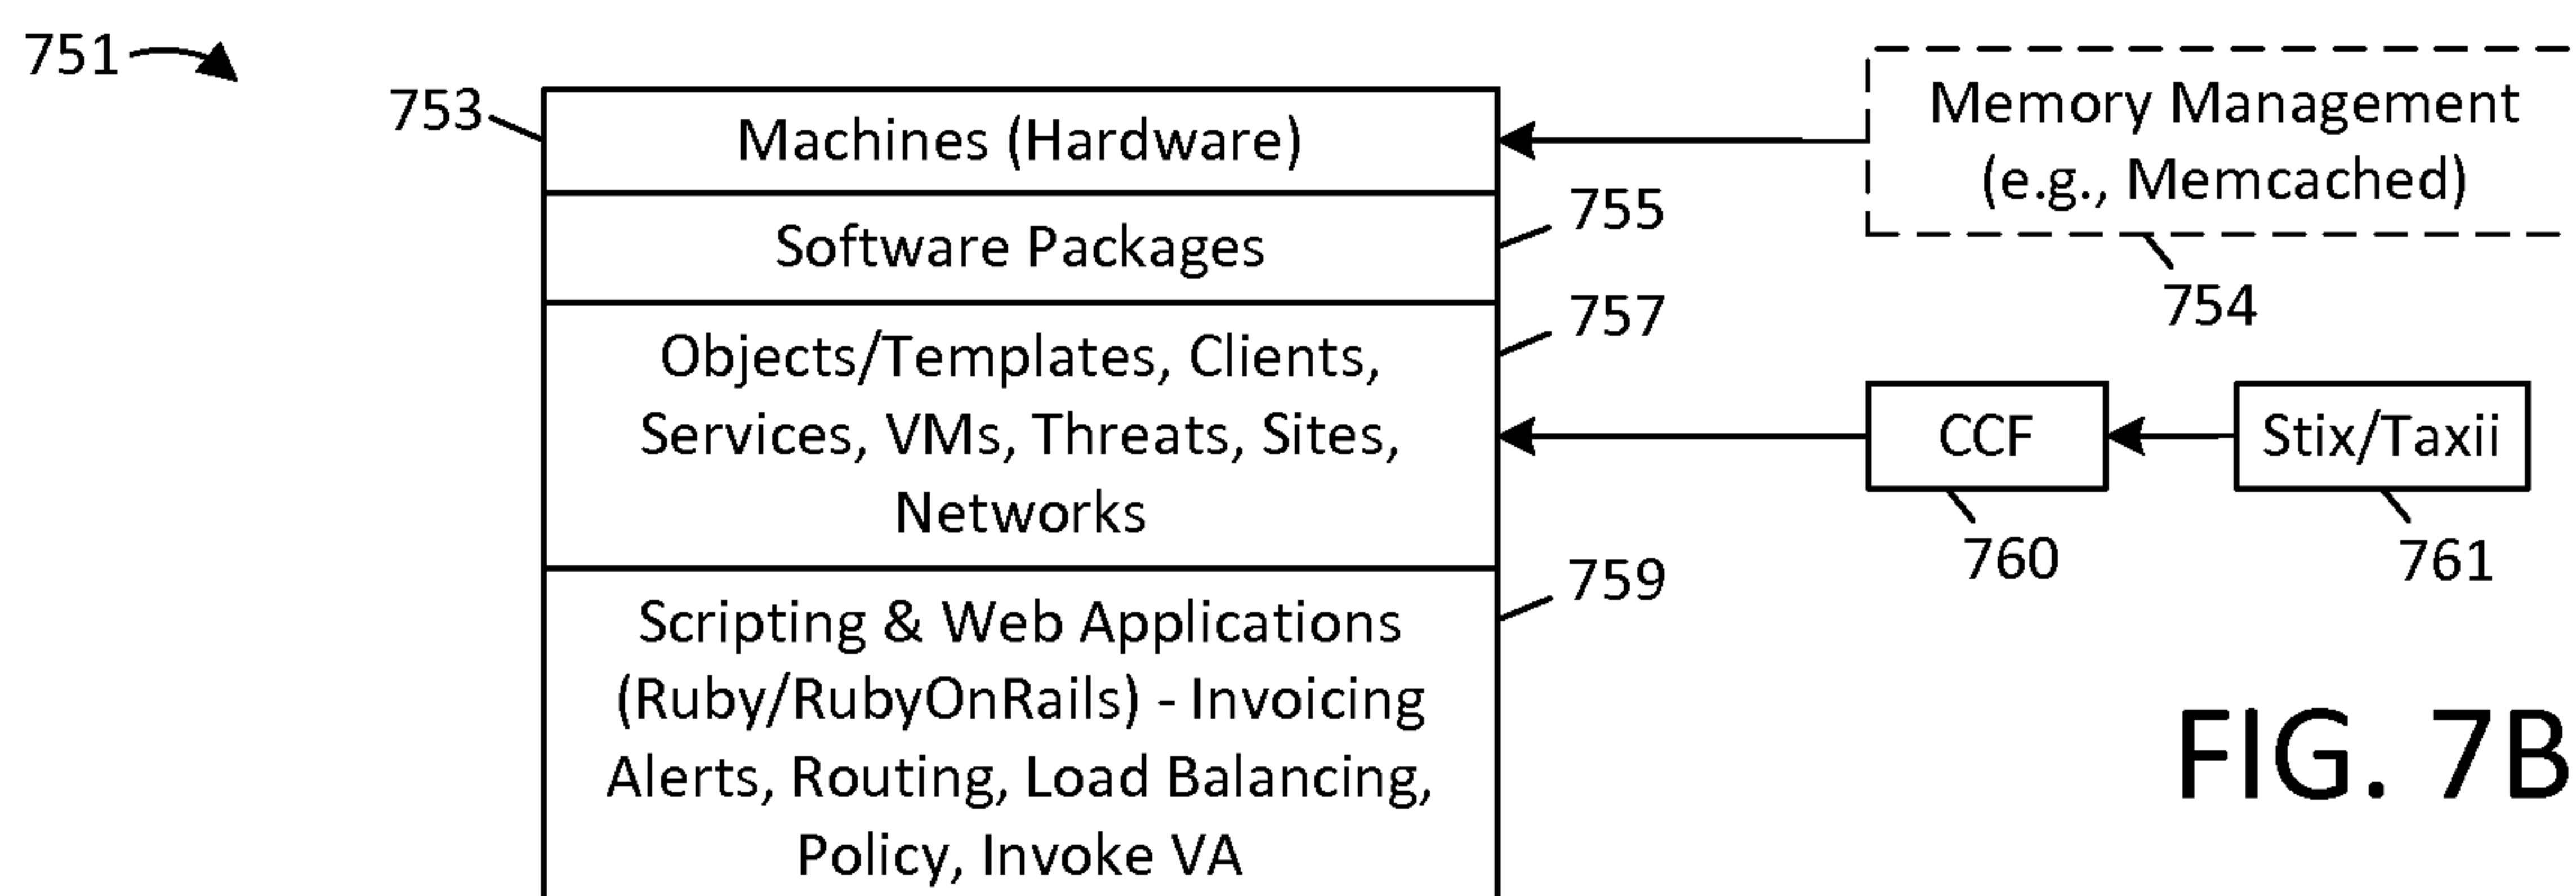 751
753
Machines (Hardware)
Memory Management
(e.g., Memcached)
755
Software Packages
754
757
Objects/Templates, Clients,
Services, VMs, Threats, Sites,
Networks
CCF
Stix/Taxii
760
761
759
Scripting & Web Applications
(Ruby/RubyOnRails) - Invoicing
Alerts, Routing, Load Balancing,
Policy, Invoke VA
FIG. 7B